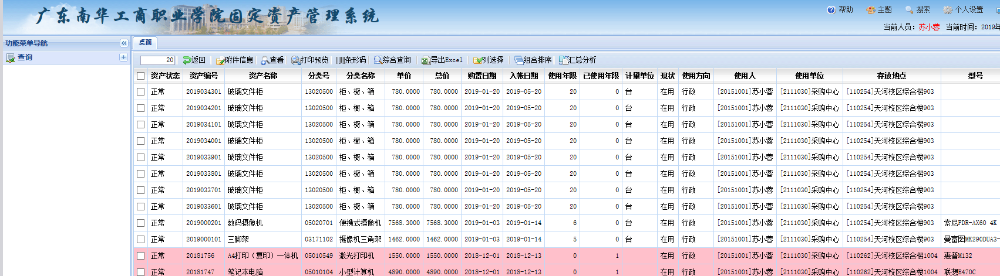 广东南华工商职业学院固定资产管理系统
帮助 主题 搜索 个人设置
当前人员：苏小蓉 当前时间：2019年
功能菜单导航
桌面
查询
20 返回 附件信息 查看 打印预览 条形码 综合查询 导出Excel 列选择 组合排序 汇总分析
资产状态 资产编号 资产名称 分类号 分类名称 单价 总价 购置日期 入帐日期 使用年限 已使用年限 计量单位 现状 使用方向 使用人 使用单位 存放地点 型号
正常 2019034301 玻璃文件柜 13020500 柜、橱、箱 780.0000 780.0000 2019-01-20 2019-05-20 20 0 台 在用 行政 [20151001]苏小蓉 [2111030]采购中心 [110254]天河校区综合楼903
正常 2019034201 玻璃文件柜 13020500 柜、橱、箱 780.0000 780.0000 2019-01-20 2019-05-20 20 0 台 在用 行政 [20151001]苏小蓉 [2111030]采购中心 [110254]天河校区综合楼903
正常 2019034101 玻璃文件柜 13020500 柜、橱、箱 780.0000 780.0000 2019-01-20 2019-05-20 20 0 台 在用 行政 [20151001]苏小蓉 [2111030]采购中心 [110254]天河校区综合楼903
正常 2019034001 玻璃文件柜 13020500 柜、橱、箱 780.0000 780.0000 2019-01-20 2019-05-20 20 0 台 在用 行政 [20151001]苏小蓉 [2111030]采购中心 [110254]天河校区综合楼903
正常 2019033901 玻璃文件柜 13020500 柜、橱、箱 780.0000 780.0000 2019-01-20 2019-05-20 20 0 台 在用 行政 [20151001]苏小蓉 [2111030]采购中心 [110254]天河校区综合楼903
正常 2019033801 玻璃文件柜 13020500 柜、橱、箱 780.0000 780.0000 2019-01-20 2019-05-20 20 0 台 在用 行政 [20151001]苏小蓉 [2111030]采购中心 [110254]天河校区综合楼903
正常 2019033701 玻璃文件柜 13020500 柜、橱、箱 780.0000 780.0000 2019-01-20 2019-05-20 20 0 台 在用 行政 [20151001]苏小蓉 [2111030]采购中心 [110254]天河校区综合楼903
正常 2019033601 玻璃文件柜 13020500 柜、橱、箱 780.0000 780.0000 2019-01-20 2019-05-20 20 0 台 在用 行政 [20151001]苏小蓉 [2111030]采购中心 [110254]天河校区综合楼903
正常 2019000201 数码摄像机 05020701 便携式摄像机 7568.3000 7568.3000 2019-01-03 2019-01-14 6 0 台 在用 行政 [20151001]苏小蓉 [2111030]采购中心 [110254]天河校区综合楼903 索尼FDR-AX60 4K
正常 2019000101 三脚架 03171102 摄像机三角架 1462.0000 1462.0000 2019-01-03 2019-01-14 5 0 台 在用 行政 [20151001]苏小蓉 [2111030]采购中心 [110254]天河校区综合楼903 曼富图MK290DUA3-
正常 20181756 A4打印（复印）一体机 05010549 激光打印机 1550.0000 1550.0000 2018-12-01 2018-12-13 0 1 在用 行政 [20151001]苏小蓉 [2111030]采购中心 [110262]天河校区综合楼1004 惠普M132
正常 20181747 笔记本电脑 05010104 小型计算机 4890.0000 4890.0000 2018-12-01 2018-12-13 0 1 在用 行政 [20151001]苏小蓉 [2111030]采购中心 [110262]天河校区综合楼1004 联想E470C